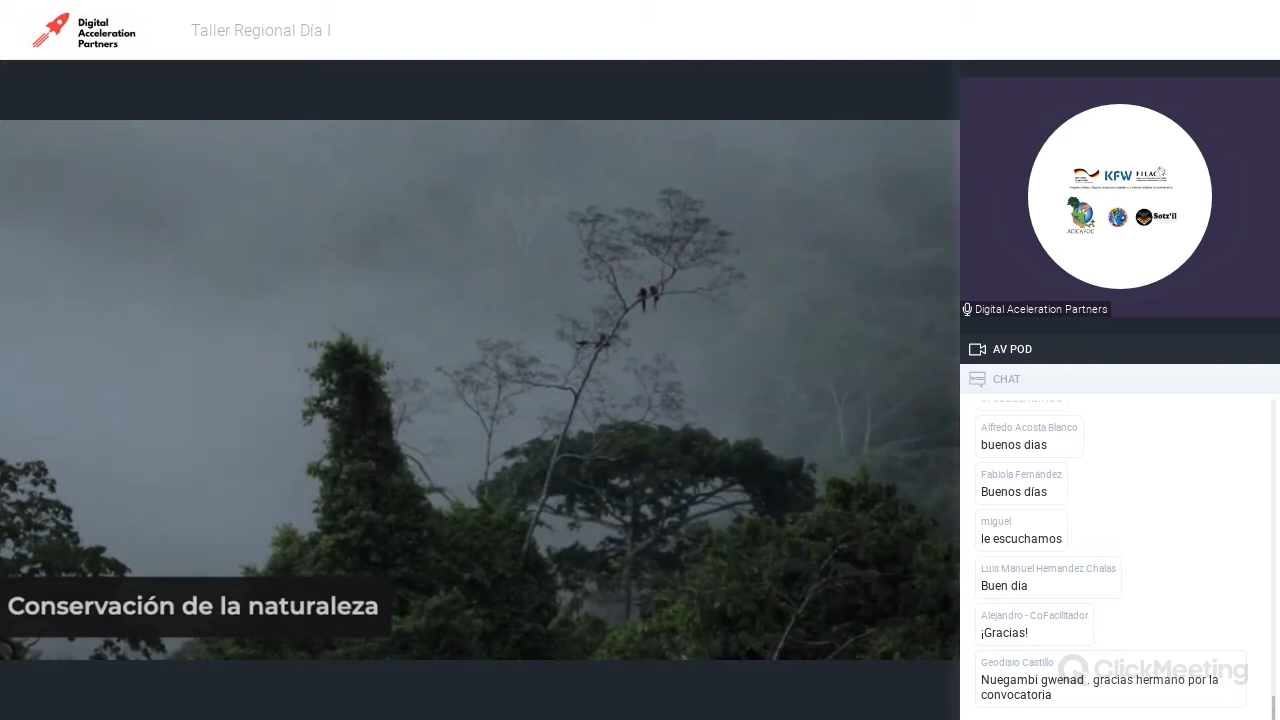 Digital
Acceleration
Partners
Taller Regional Día I
KFW
FILAC
ACICAFOC
Sotz'il
Digital Aceleration Partners
AV POD
CHAT
Alfredo Acosta Blanco
buenos dias
Fabiola Fernández
Buenos días
miguel
le escuchamos
Luis Manuel Hernandez Chalas
Buen dia
Alejandro - CoFacilitador
¡Gracias!
Geodisio Castillo
ClickMeeting
Nuegambi gwenad.. gracias hermano por la
convocatoria
Conservación de la naturaleza